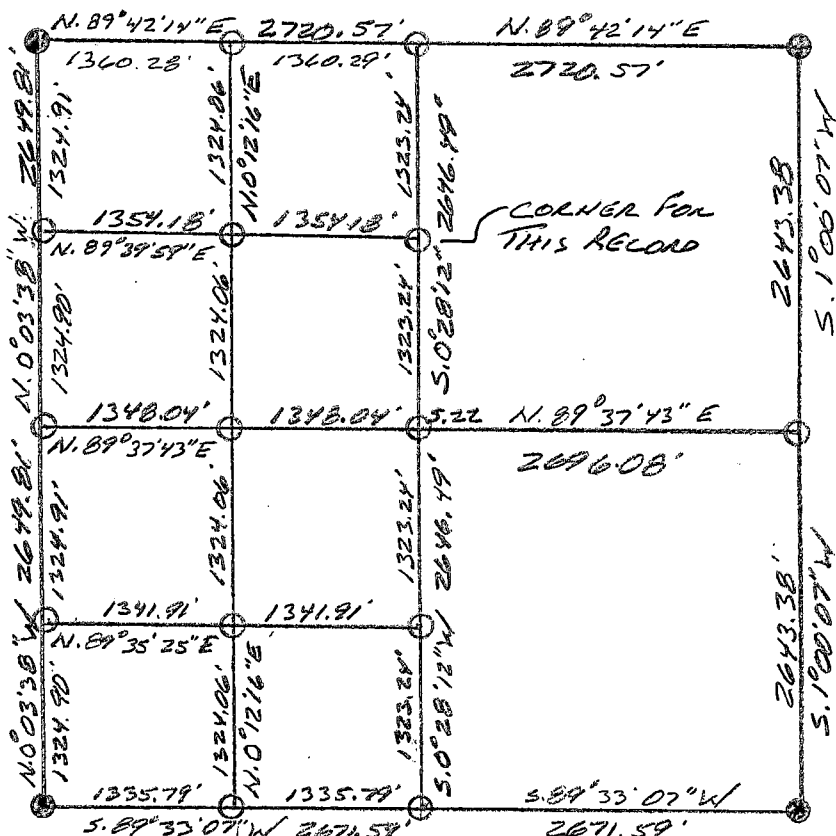 N. 89°42'14" E 2720.57' N. 89°42'14" E
1360.28' 1360.29' 2720.57'
N. 0°03'38" W. 2649.81'
1324.91'
1324.86'
N. 0°12'16" E
1323.24'
2646.49'
2643.38
S. 1°00'07" W
CORNER FOR
THIS RECORD
1354.18' 1354.18'
N. 89°39'59" E
1324.90'
1324.06'
1323.24'
S. 0°28'12"
1348.04' 1348.04' S.22 N. 89°37'43" E
N. 89°37'43" E 2696.08'
N. 0°03'38" W 2649.81'
1324.91'
1324.06'
1323.24'
2646.49'
2643.38'
S. 1°00'07" W
1341.91' 1341.91'
N. 89°35'25" E
1324.90'
1324.06'
N. 0°12'16" E
1323.24'
S. 0°28'12" W
1335.79' 1335.79' S. 89°33'07" W
S. 89°33'07" W 2671.59' 2671.59'